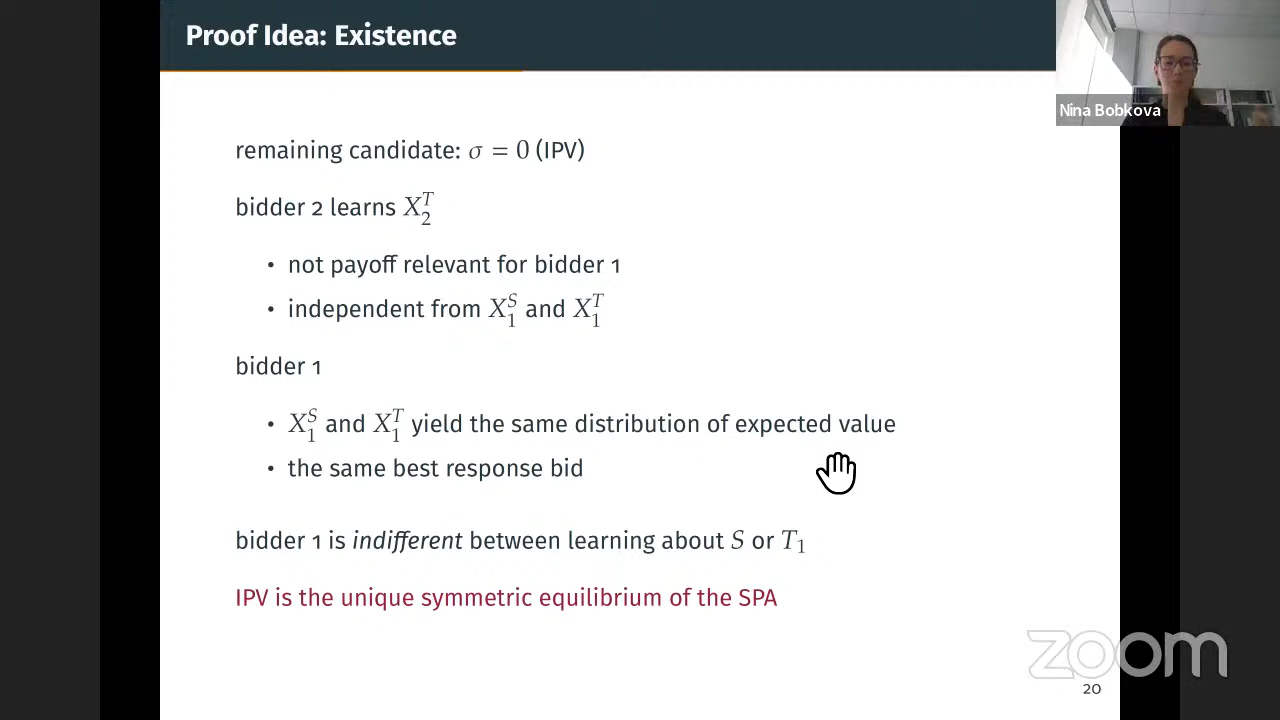 Proof Idea: Existence
Nina Bobkova
remaining candidate: σ = 0 (IPV)
bidder 2 learns X₂ᵀ
• not payoff relevant for bidder 1
• independent from X₁ˢ and X₁ᵀ
bidder 1
• X₁ˢ and X₁ᵀ yield the same distribution of expected value
• the same best response bid
bidder 1 is indifferent between learning about S or T₁
IPV is the unique symmetric equilibrium of the SPA
zoom
20